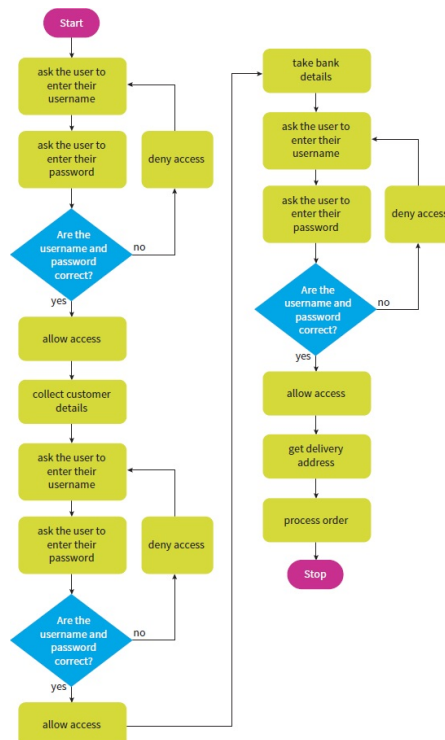 Start
ask the user to
enter their
username
ask the user to
enter their
password
deny access
Are the
username and
password
correct?
no
yes
allow access
collect customer
details
ask the user to
enter their
username
ask the user to
enter their
password
deny access
Are the
username and
password
correct?
no
yes
allow access
take bank
details
ask the user to
enter their
username
ask the user to
enter their
password
deny access
Are the
username and
password
correct?
no
yes
allow access
get delivery
address
process order
Stop